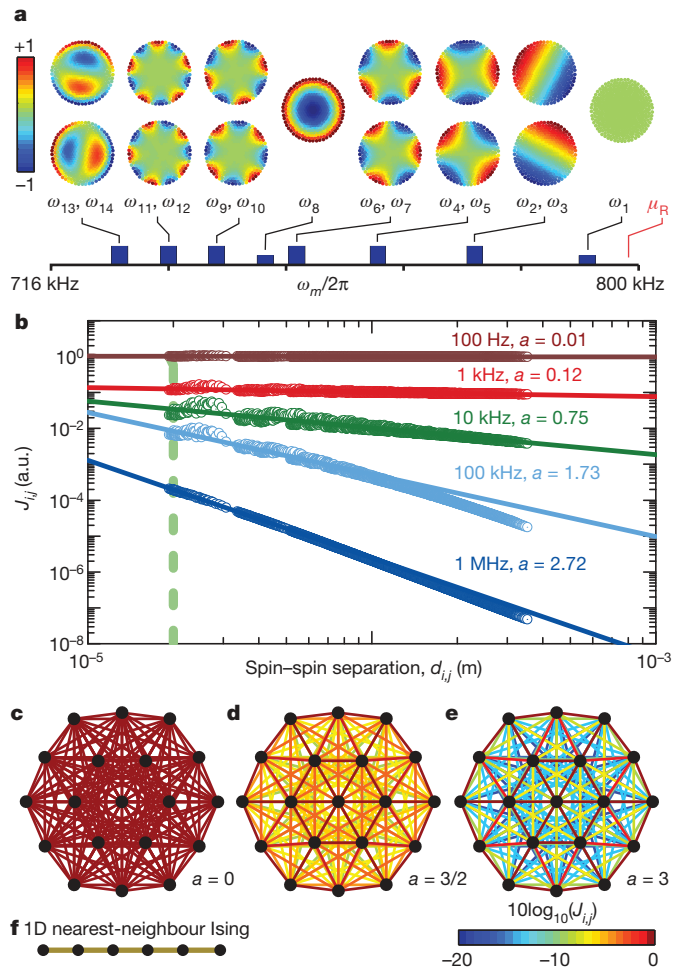 a
+1
−1
ω13, ω14
ω11, ω12
ω9, ω10
ω8
ω6, ω7
ω4, ω5
ω2, ω3
ω1
μR
716 kHz
ωm/2π
800 kHz
b
100 Hz, a = 0.01
1 kHz, a = 0.12
10 kHz, a = 0.75
100 kHz, a = 1.73
1 MHz, a = 2.72
Ji,j (a.u.)
10^0
10^−2
10^−4
10^−6
10^−8
10^−5
Spin–spin separation, di,j (m)
10^−3
c
d
e
a = 0
a = 3/2
a = 3
f 1D nearest-neighbour Ising
10log10(Ji,j)
−20
−10
0